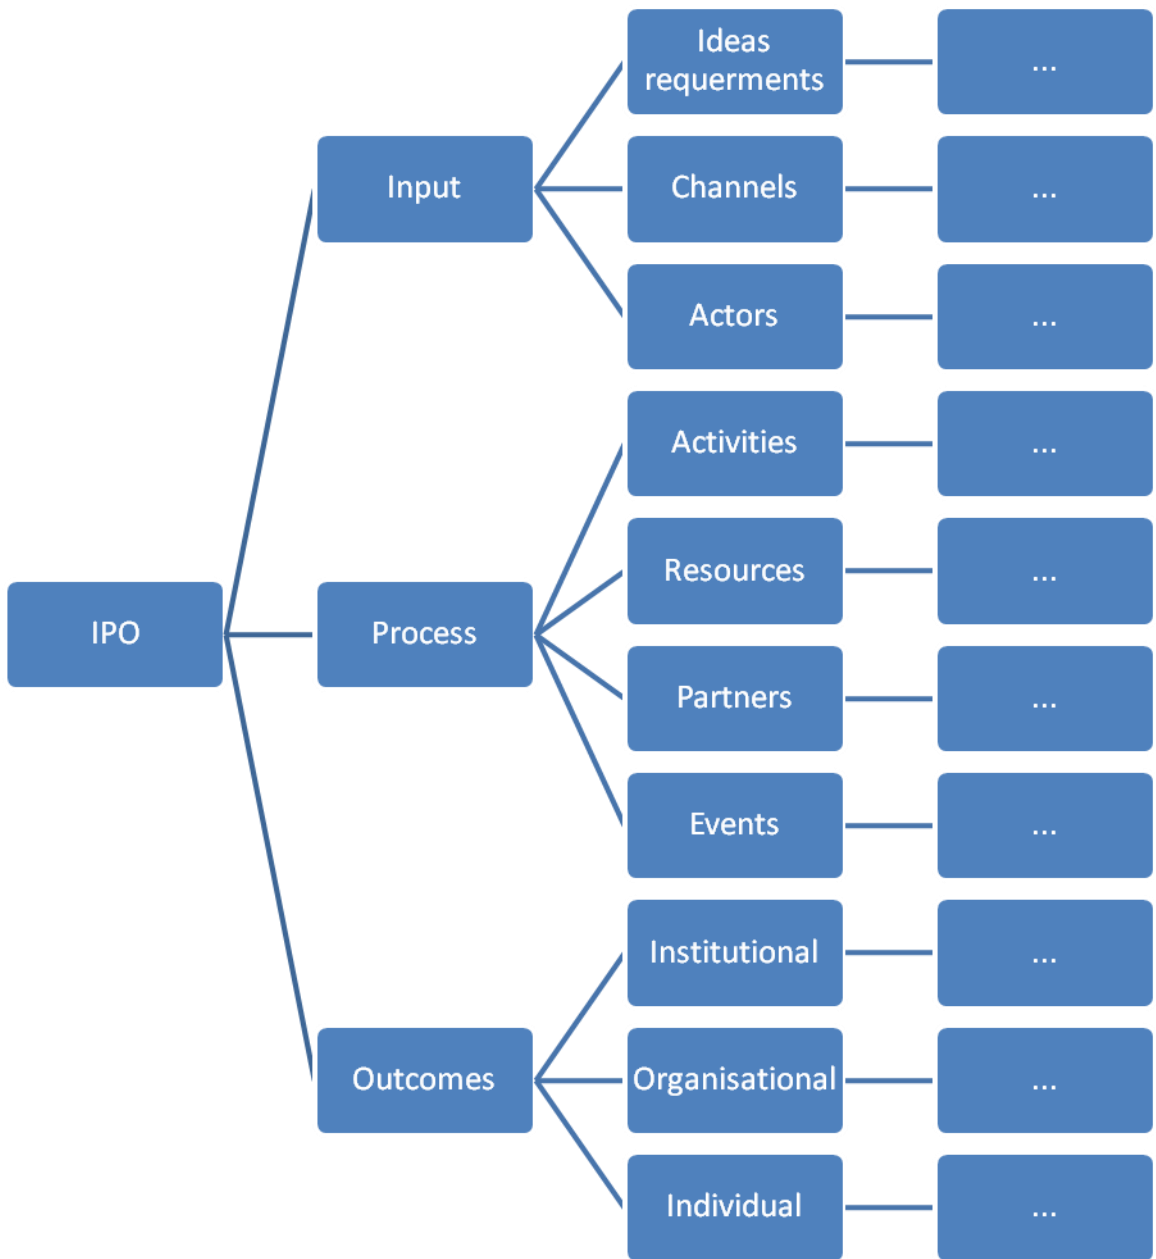 Ideas
requerments
...
Input
Channels
...
Actors
...
Activities
...
Resources
...
IPO
Process
Partners
...
Events
...
Institutional
...
Outcomes
Organisational
...
Individual
...